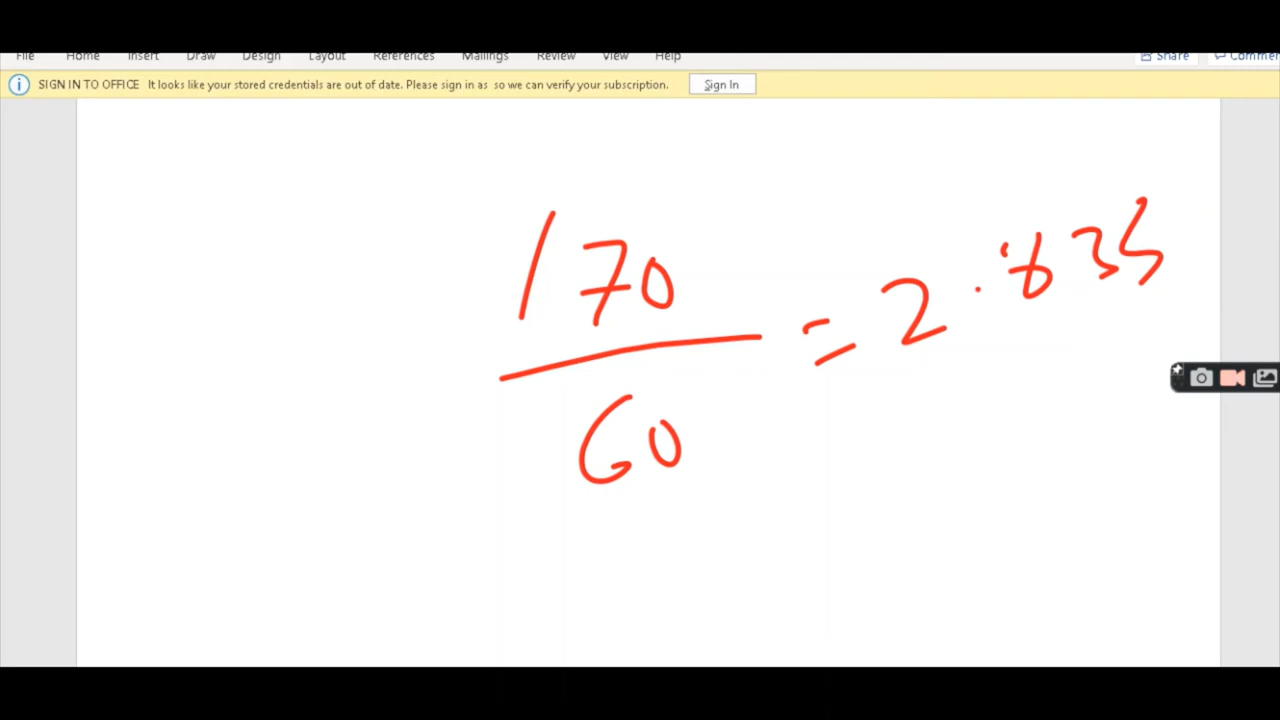 File Home Insert Draw Design Layout References Mailings Review View Help Share Commen
SIGN IN TO OFFICE It looks like your stored credentials are out of date. Please sign in as so we can verify your subscription. Sign In
170
60
= 2.835